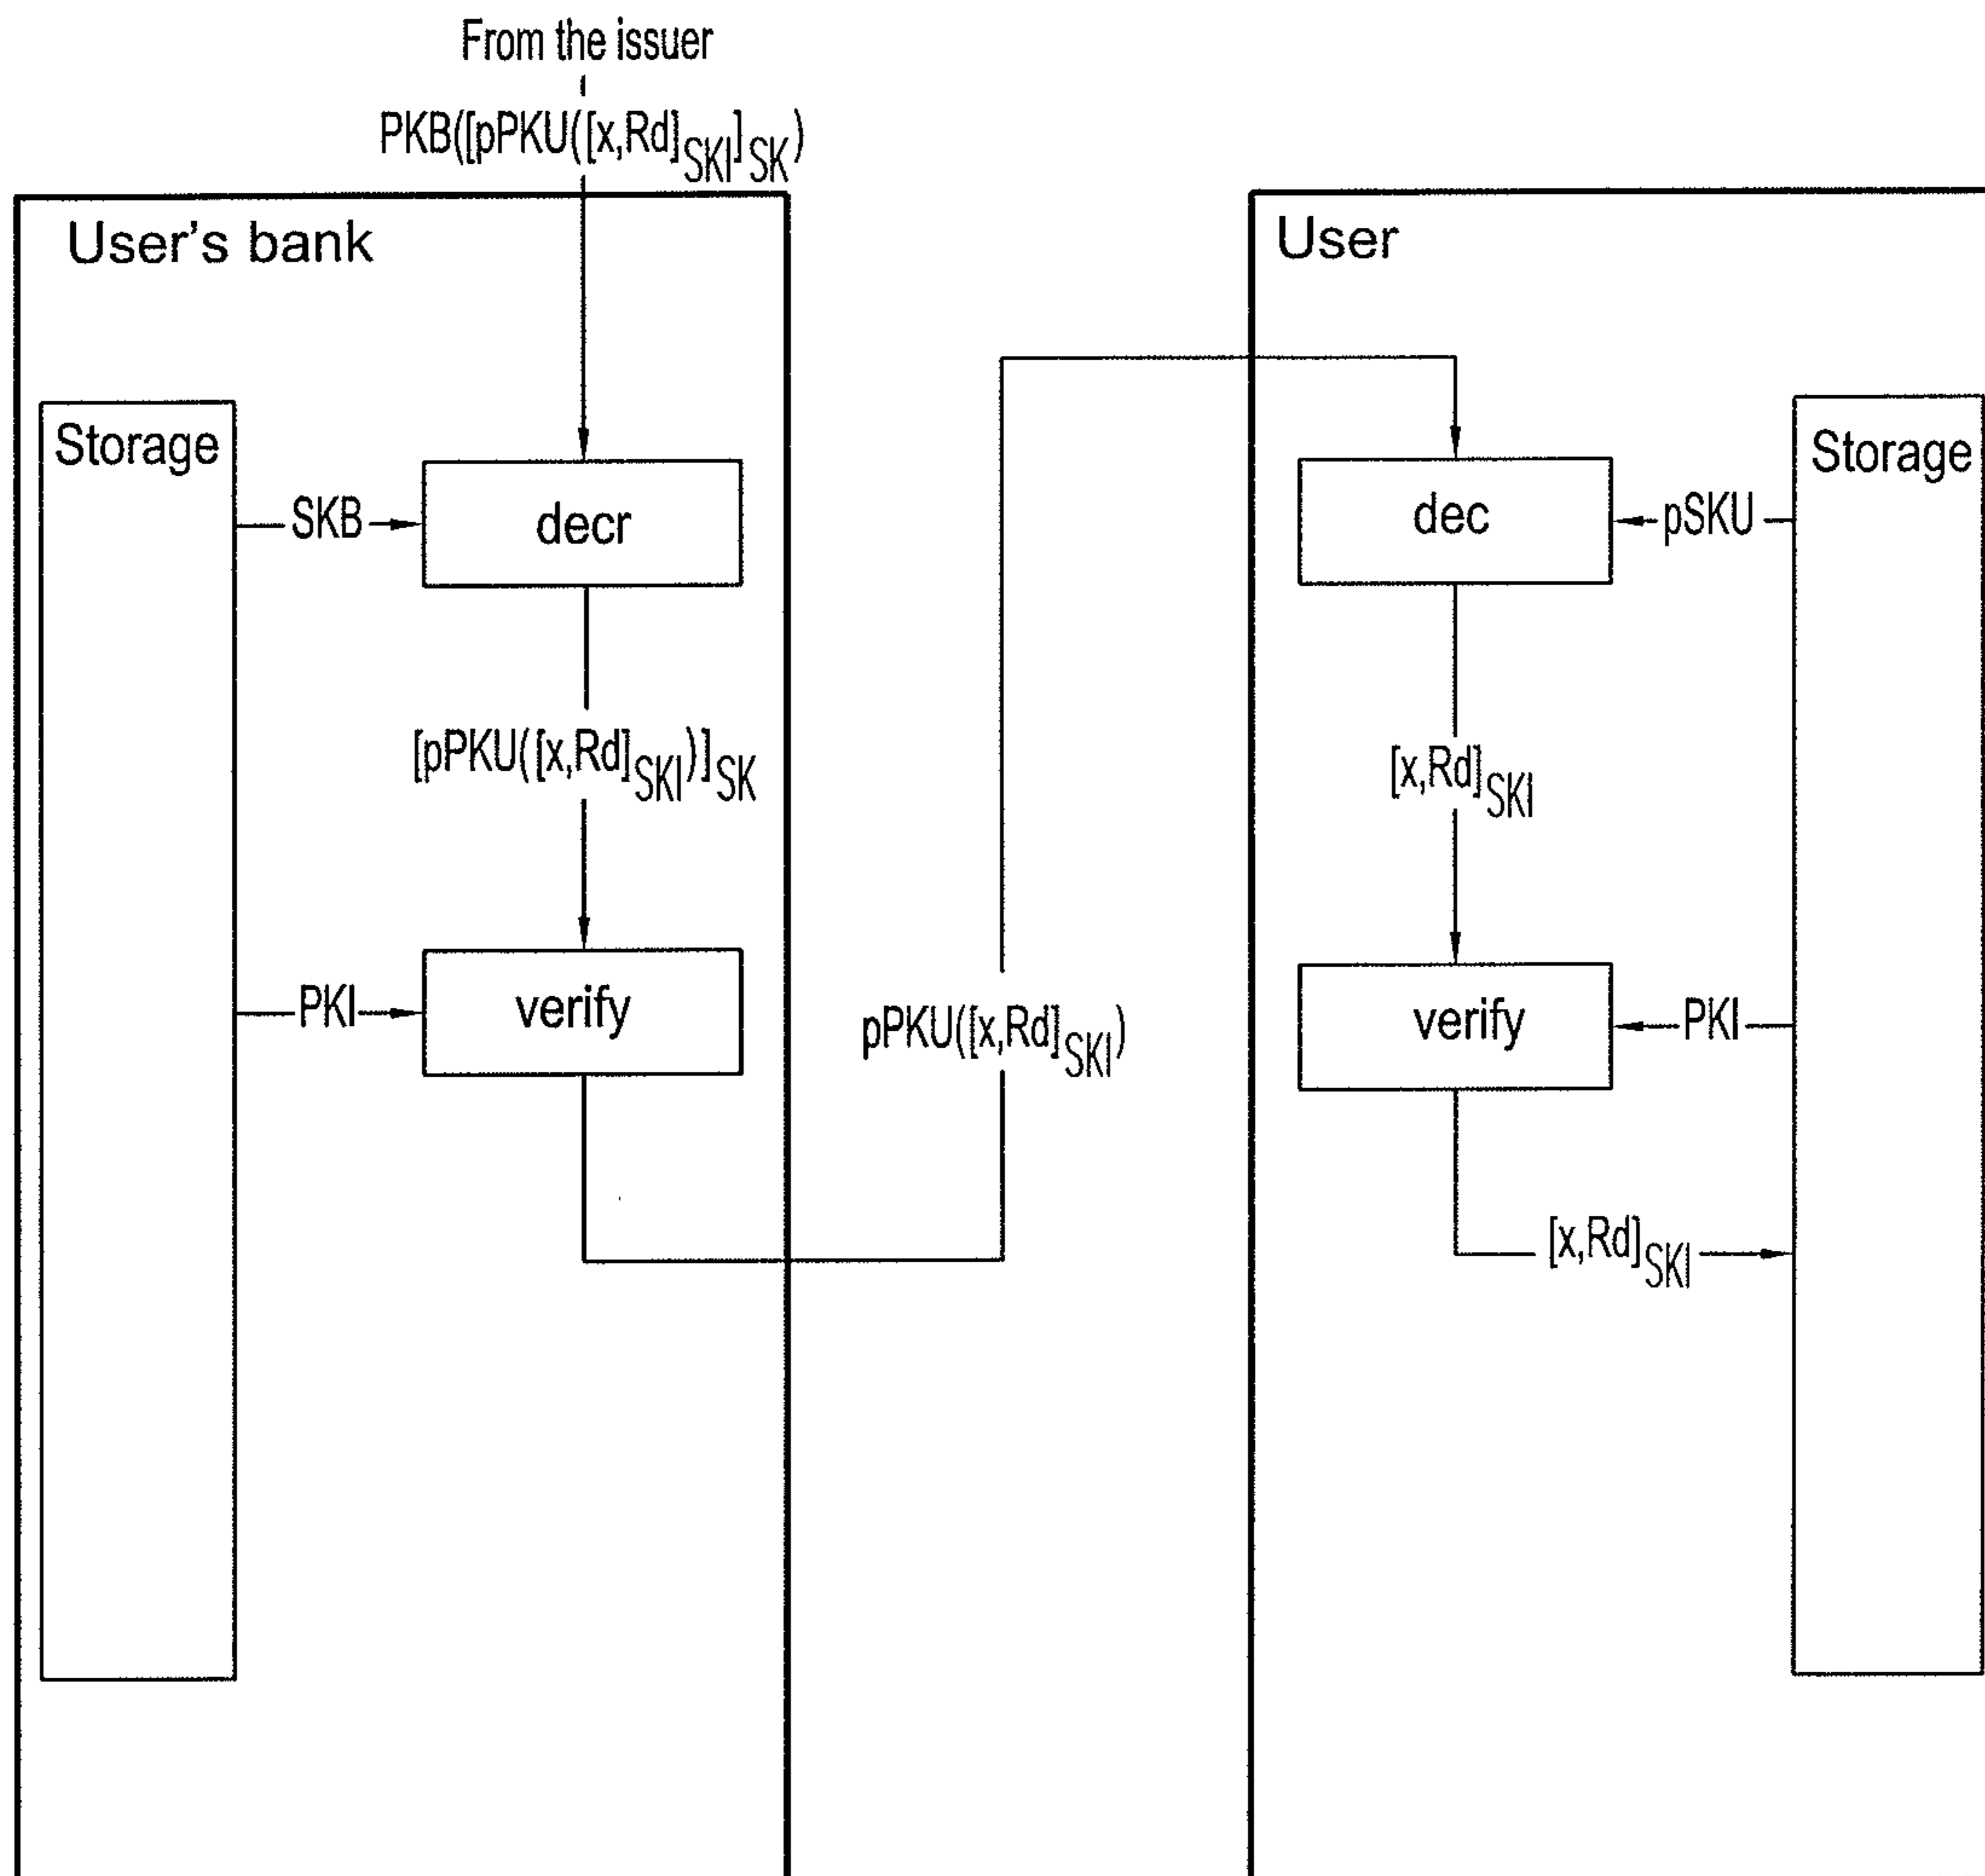 From the issuer
PKB([pPKU([x,Rd]SKI]SK)
User's bank
Storage
SKB
decr
[pPKU([x,Rd]SKI)]SK
PKI
verify
pPKU([x,Rd]SKI)
User
Storage
dec
pSKU
[x,Rd]SKI
verify
PKI
[x,Rd]SKI